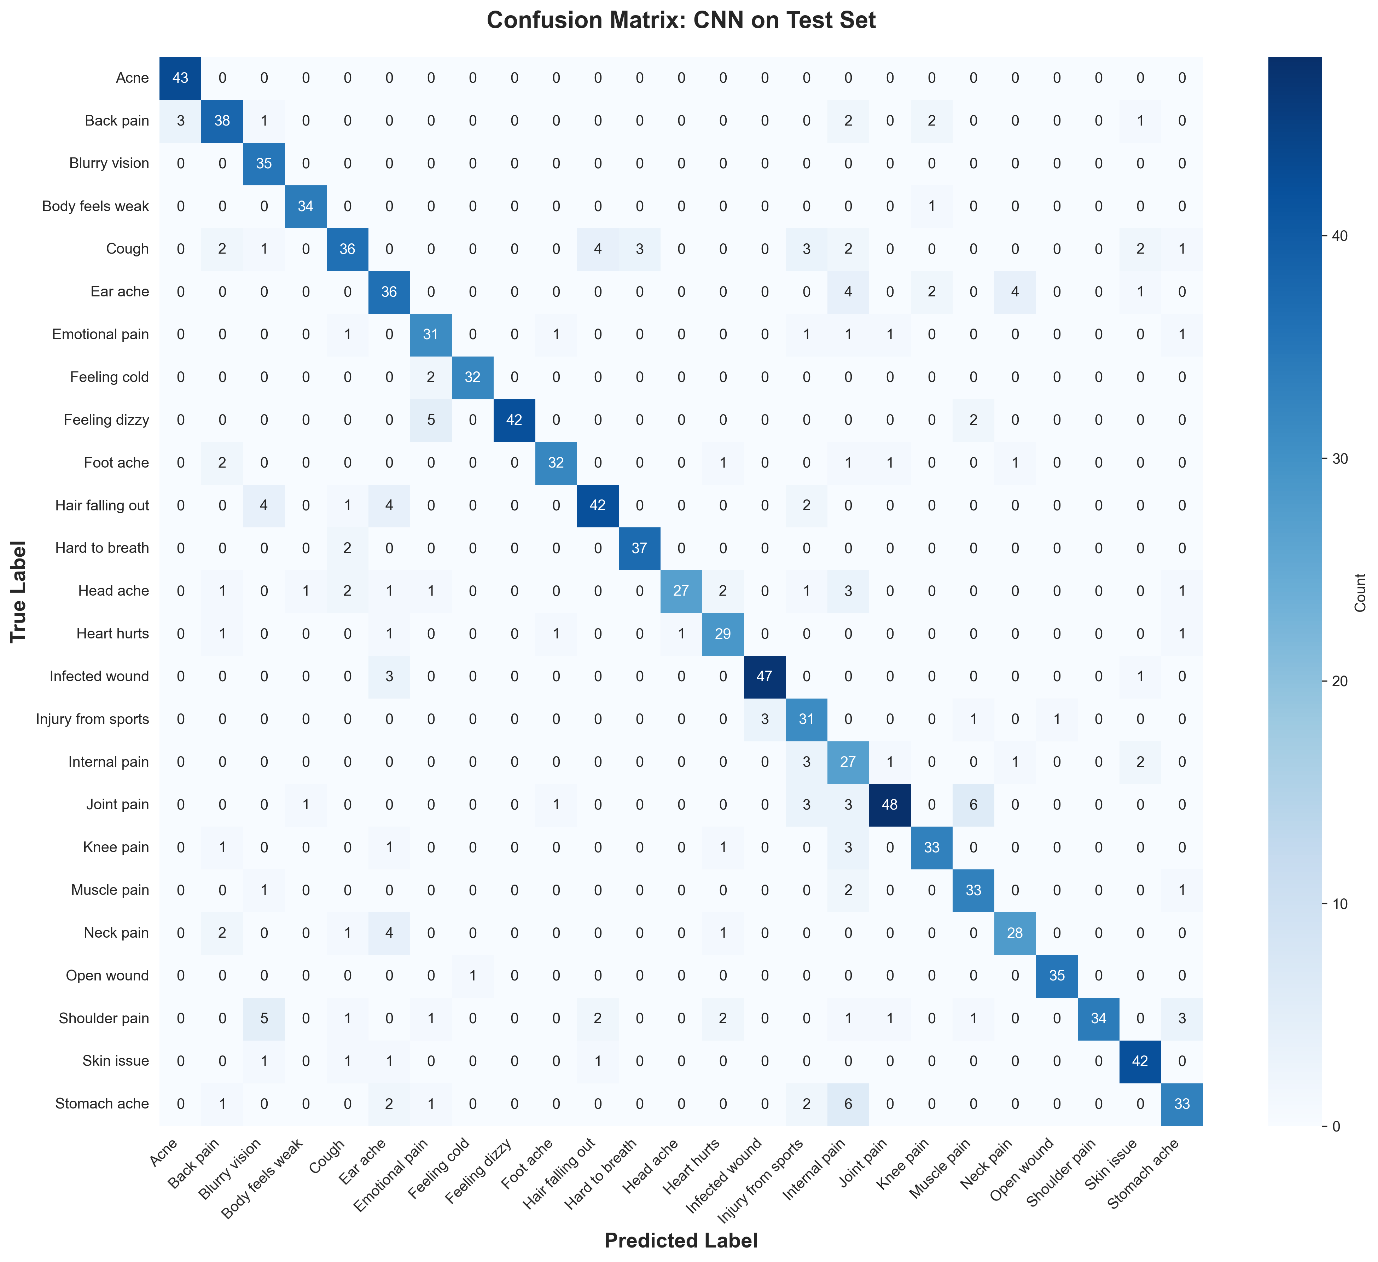 Confusion Matrix: CNN on Test Set
Acne 43 0 0 0 0 0 0 0 0 0 0 0 0 0 0 0 0 0 0 0 0 0 0 0 0
Back pain 3 38 1 0 0 0 0 0 0 0 0 0 0 0 0 0 2 0 2 0 0 0 0 1 0
Blurry vision 0 0 35 0 0 0 0 0 0 0 0 0 0 0 0 0 0 0 0 0 0 0 0 0 0
Body feels weak 0 0 0 34 0 0 0 0 0 0 0 0 0 0 0 0 0 0 1 0 0 0 0 0 0
Cough 0 2 1 0 36 0 0 0 0 0 4 3 0 0 0 3 2 0 0 0 0 0 0 2 1
Ear ache 0 0 0 0 0 36 0 0 0 0 0 0 0 0 0 0 4 0 2 0 4 0 0 1 0
Emotional pain 0 0 0 0 1 0 31 0 0 1 0 0 0 0 0 1 1 1 0 0 0 0 0 0 1
Feeling cold 0 0 0 0 0 0 2 32 0 0 0 0 0 0 0 0 0 0 0 0 0 0 0 0 0
Feeling dizzy 0 0 0 0 0 0 5 0 42 0 0 0 0 0 0 0 0 0 0 2 0 0 0 0 0
Foot ache 0 2 0 0 0 0 0 0 0 32 0 0 0 1 0 0 1 1 0 0 1 0 0 0 0
Hair falling out 0 0 4 0 1 4 0 0 0 0 42 0 0 0 0 2 0 0 0 0 0 0 0 0 0
Hard to breath 0 0 0 0 2 0 0 0 0 0 0 37 0 0 0 0 0 0 0 0 0 0 0 0 0
Head ache 0 1 0 1 2 1 1 0 0 0 0 0 27 2 0 1 3 0 0 0 0 0 0 0 1
Heart hurts 0 1 0 0 0 1 0 0 0 1 0 0 1 29 0 0 0 0 0 0 0 0 0 0 1
Infected wound 0 0 0 0 0 3 0 0 0 0 0 0 0 0 47 0 0 0 0 0 0 0 0 1 0
Injury from sports 0 0 0 0 0 0 0 0 0 0 0 0 0 0 3 31 0 0 0 1 0 1 0 0 0
Internal pain 0 0 0 0 0 0 0 0 0 0 0 0 0 0 0 3 27 1 0 0 1 0 0 2 0
Joint pain 0 0 0 1 0 0 0 0 0 1 0 0 0 0 0 3 3 48 0 6 0 0 0 0 0
Knee pain 0 1 0 0 0 1 0 0 0 0 0 0 0 1 0 0 3 0 33 0 0 0 0 0 0
Muscle pain 0 0 1 0 0 0 0 0 0 0 0 0 0 0 0 0 2 0 0 33 0 0 0 0 1
Neck pain 0 2 0 0 1 4 0 0 0 0 0 0 0 1 0 0 0 0 0 0 28 0 0 0 0
Open wound 0 0 0 0 0 0 0 1 0 0 0 0 0 0 0 0 0 0 0 0 0 35 0 0 0
Shoulder pain 0 0 5 0 1 0 1 0 0 0 2 0 0 2 0 0 1 1 0 1 0 0 34 0 3
Skin issue 0 0 1 0 1 1 0 0 0 0 1 0 0 0 0 0 0 0 0 0 0 0 0 42 0
Stomach ache 0 1 0 0 0 2 1 0 0 0 0 0 0 0 0 2 6 0 0 0 0 0 0 0 33
Acne
Back pain
Blurry vision
Body feels weak
Cough
Ear ache
Emotional pain
Feeling cold
Feeling dizzy
Foot ache
Hair falling out
Hard to breath
Head ache
Heart hurts
Infected wound
Injury from sports
Internal pain
Joint pain
Knee pain
Muscle pain
Neck pain
Open wound
Shoulder pain
Skin issue
Stomach ache
Predicted Label
True Label
40
30
20
10
0
Count